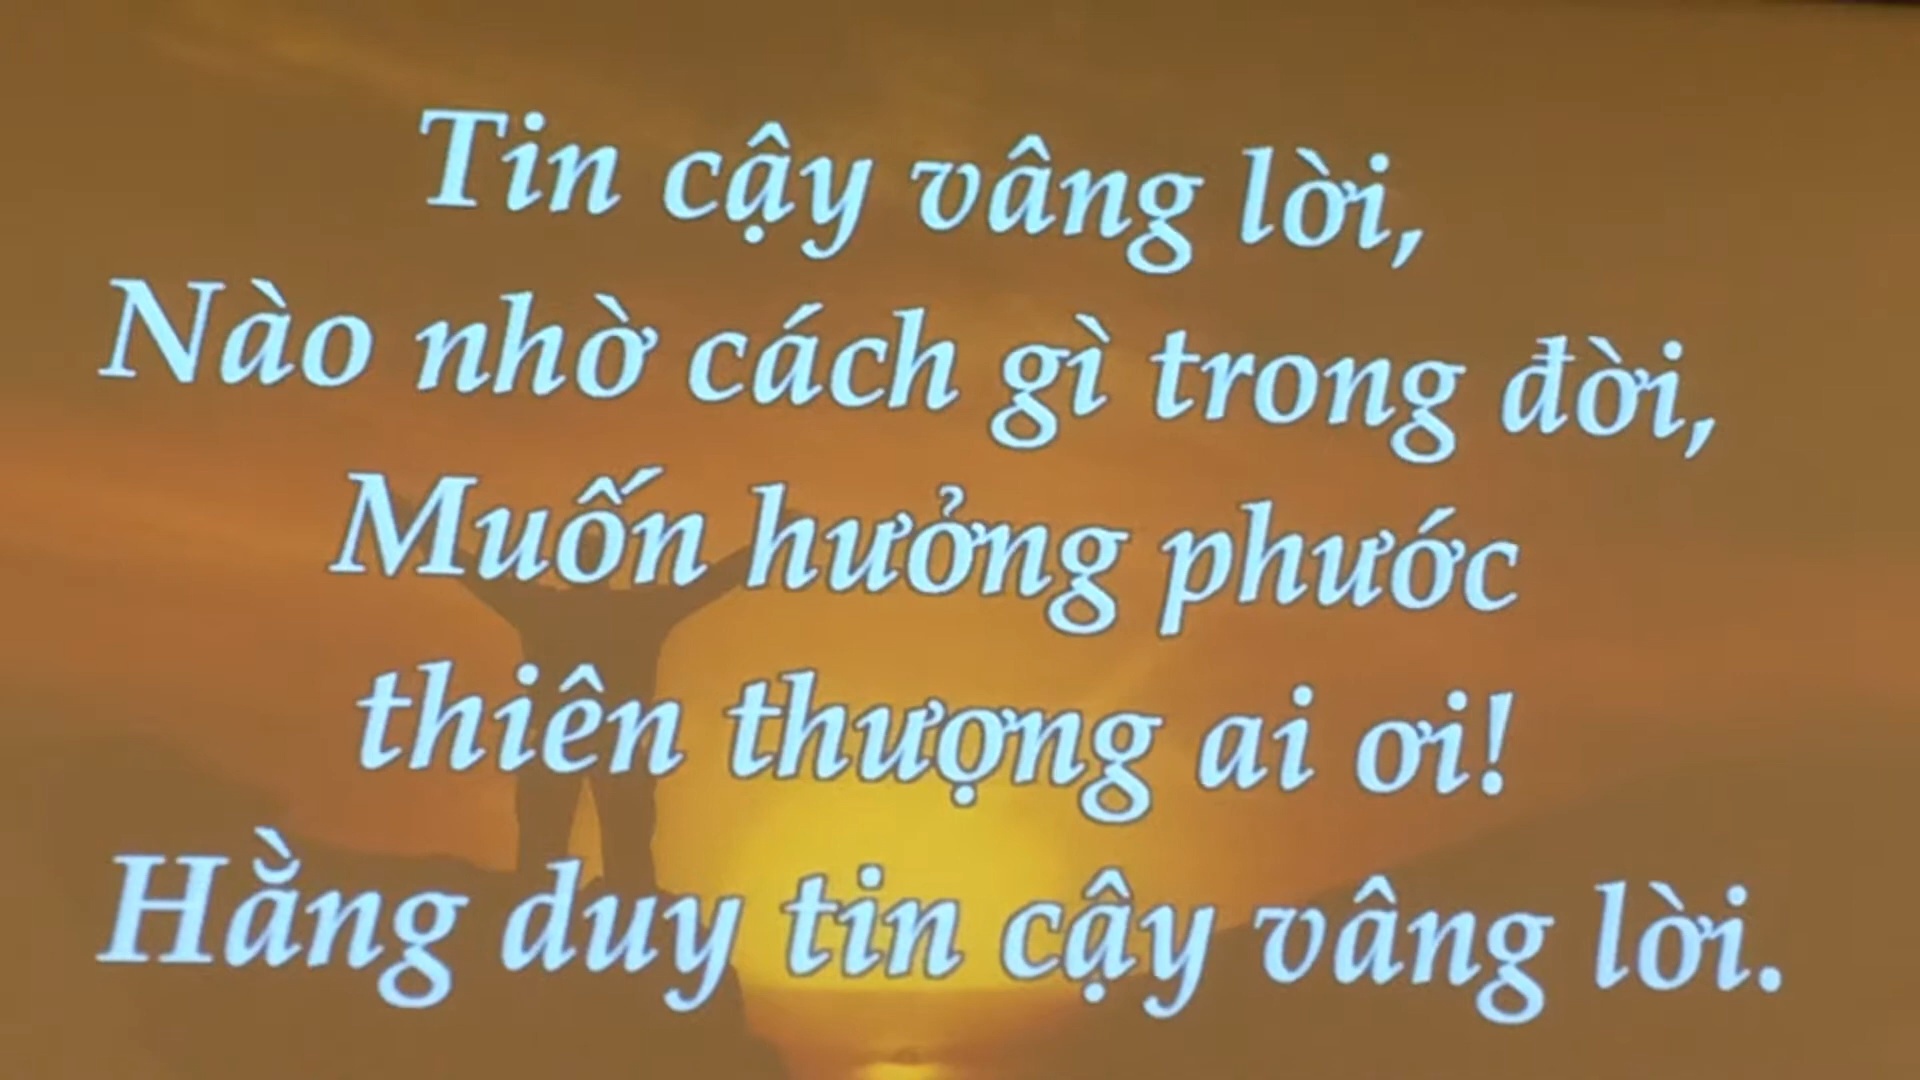 Tin cậy vâng lời,
Nào nhờ cách gì trong đời,
Muốn hưởng phước
thiên thượng ai ơi!
Hằng duy tin cậy vâng lời.